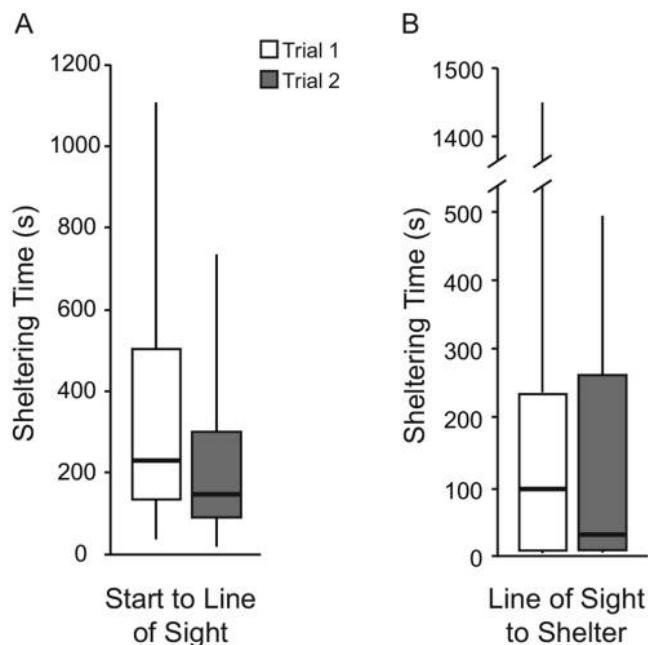 A
Trial 1
Trial 2
1200
1000
800
600
400
200
0
Sheltering Time (s)
Start to Line
of Sight
B
1500
1400
500
400
300
200
100
0
Sheltering Time (s)
Line of Sight
to Shelter